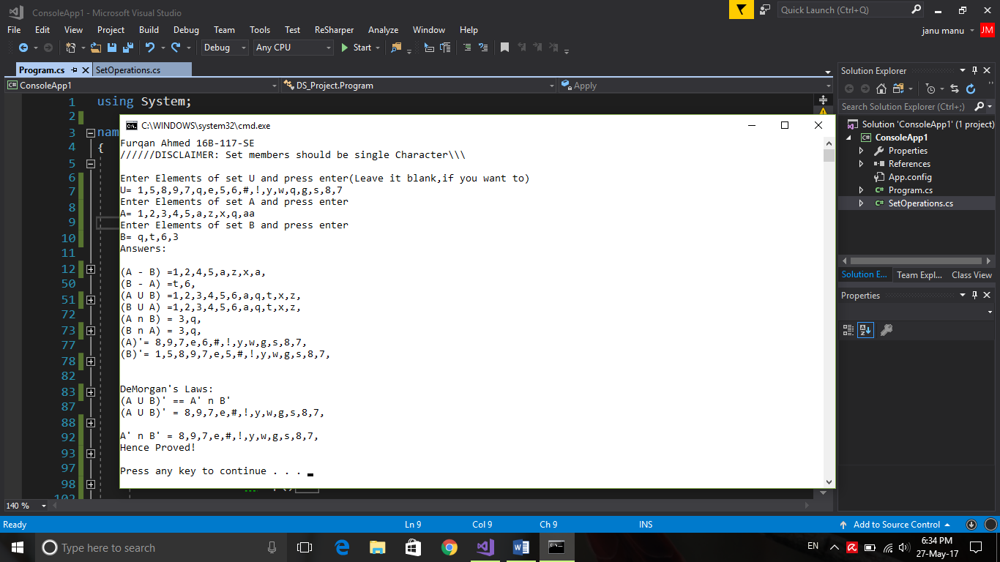 ConsoleApp1 - Microsoft Visual Studio
Quick Launch (Ctrl+Q)
File Edit View Project Build Debug Team Tools Test ReSharper Analyze Window Help
janu manu JM
Debug Any CPU Start
Program.cs SetOperations.cs
ConsoleApp1 DS_Project.Program Apply
1 using System;
2
3 nam
4 {
5
6
7
8
9
10
11
12
50
51
72
73
77
78
82
83
87
88
92
93
97
98
102
C:\WINDOWS\system32\cmd.exe
Furqan Ahmed 16B-117-SE
//////DISCLAIMER: Set members should be single Character\\\
Enter Elements of set U and press enter(Leave it blank,if you want to)
U= 1,5,8,9,7,q,e,5,6,#,!,y,w,q,g,s,8,7
Enter Elements of set A and press enter
A= 1,2,3,4,5,a,z,x,q,aa
Enter Elements of set B and press enter
B= q,t,6,3
Answers:
(A - B) =1,2,4,5,a,z,x,a,
(B - A) =t,6,
(A U B) =1,2,3,4,5,6,a,q,t,x,z,
(B U A) =1,2,3,4,5,6,a,q,t,x,z,
(A n B) = 3,q,
(B n A) = 3,q,
(A)'= 8,9,7,e,6,#,!,y,w,g,s,8,7,
(B)'= 1,5,8,9,7,e,5,#,!,y,w,g,s,8,7,
DeMorgan's Laws:
(A U B)' == A' n B'
(A U B)' = 8,9,7,e,#,!,y,w,g,s,8,7,
A' n B' = 8,9,7,e,#,!,y,w,g,s,8,7,
Hence Proved!
Press any key to continue . . .
Solution Explorer
Search Solution Explorer (Ctrl+;)
Solution 'ConsoleApp1' (1 project)
ConsoleApp1
Properties
References
App.config
Program.cs
SetOperations.cs
Solution E... Team Expl... Class View
Properties
140 %
Ready Ln 9 Col 9 Ch 9 INS Add to Source Control
Type here to search
EN 6:34 PM
27-May-17